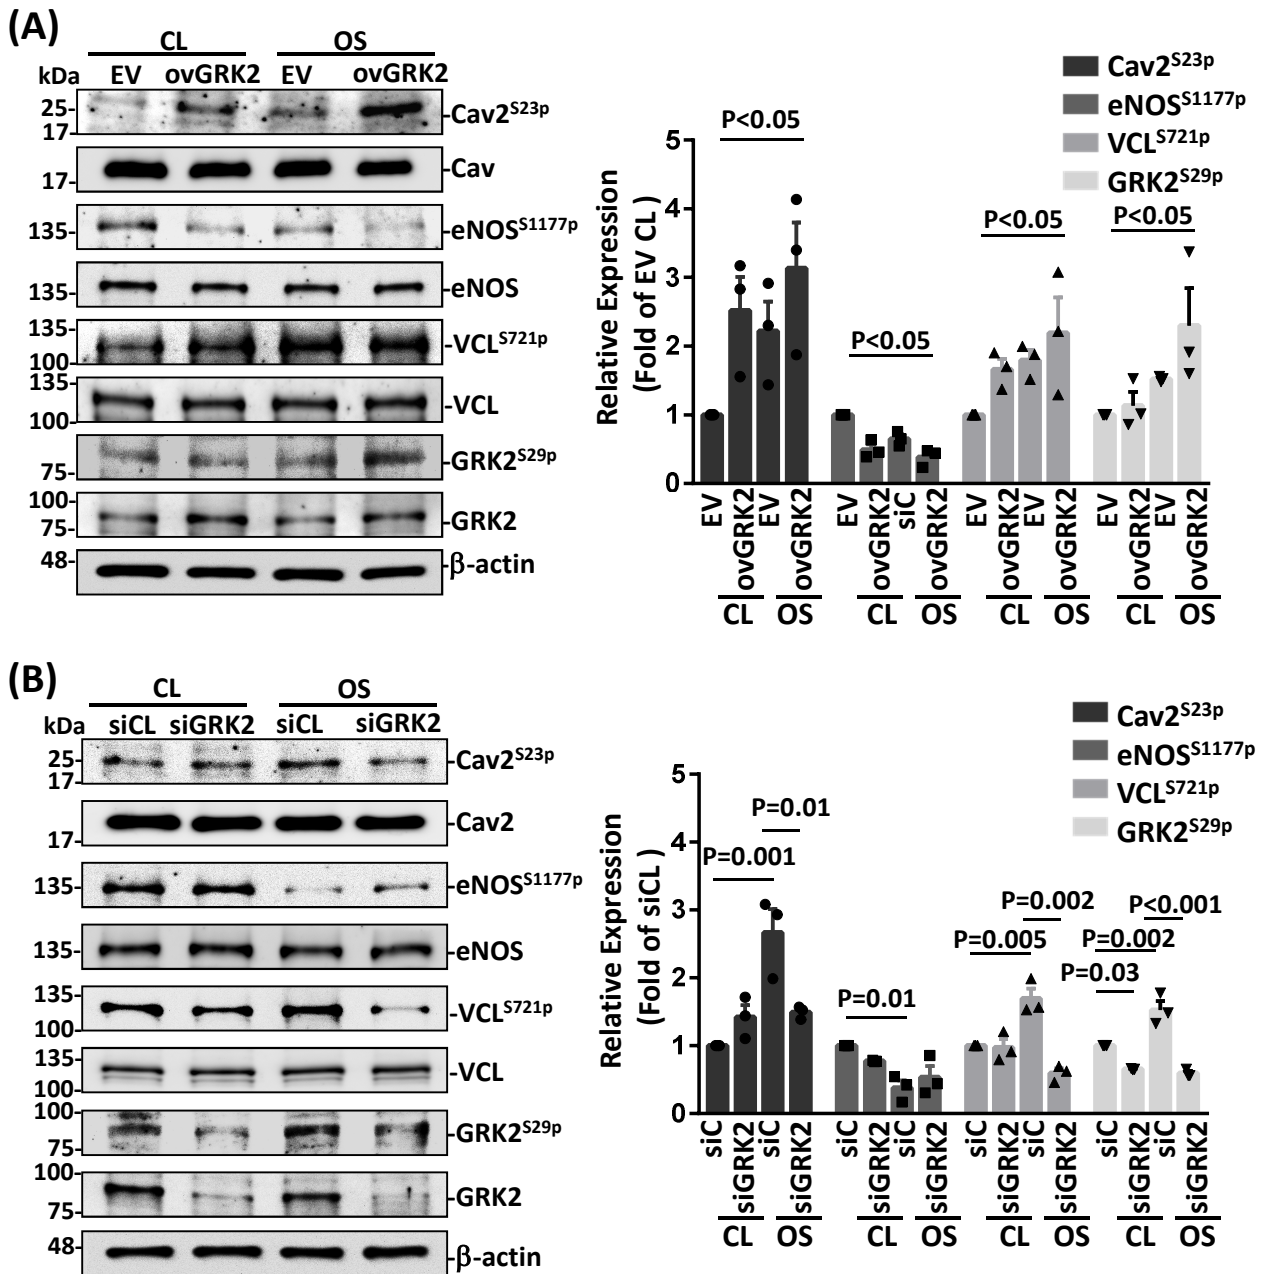 (A)
CL OS
kDa EV ovGRK2 EV ovGRK2
25-
17-
-Cav2S23p
17-
-Cav
135-
-eNOSS1177p
135-
-eNOS
135-
100-
-VCLS721p
135-
100-
-VCL
75-
-GRK2S29p
100-
75-
-GRK2
48-
-β-actin
Cav2S23p
eNOSS1177p
VCLS721p
GRK2S29p
Relative Expression
(Fold of EV CL)
5
4
3
2
1
0
P<0.05
P<0.05
P<0.05
P<0.05
EV ovGRK2 EV ovGRK2 EV ovGRK2 siC ovGRK2 EV ovGRK2 EV ovGRK2 EV ovGRK2 EV ovGRK2
CL OS CL OS CL OS CL OS
(B)
CL OS
kDa siCL siGRK2 siCL siGRK2
25-
17-
-Cav2S23p
17-
-Cav2
135-
-eNOSS1177p
135-
-eNOS
135-
100-
-VCLS721p
135-
100-
-VCL
100-
75-
-GRK2S29p
100-
75-
-GRK2
48-
-β-actin
Cav2S23p
eNOSS1177p
VCLS721p
GRK2S29p
Relative Expression
(Fold of siCL )
5
4
3
2
1
0
P=0.01
P=0.001
P=0.01
P=0.002
P=0.005
P<0.001
P=0.002
P=0.03
siC siGRK2 siC siGRK2 siC siGRK2 siC siGRK2 siC siGRK2 siC siGRK2 siC siGRK2 siC siGRK2
CL OS CL OS CL OS CL OS